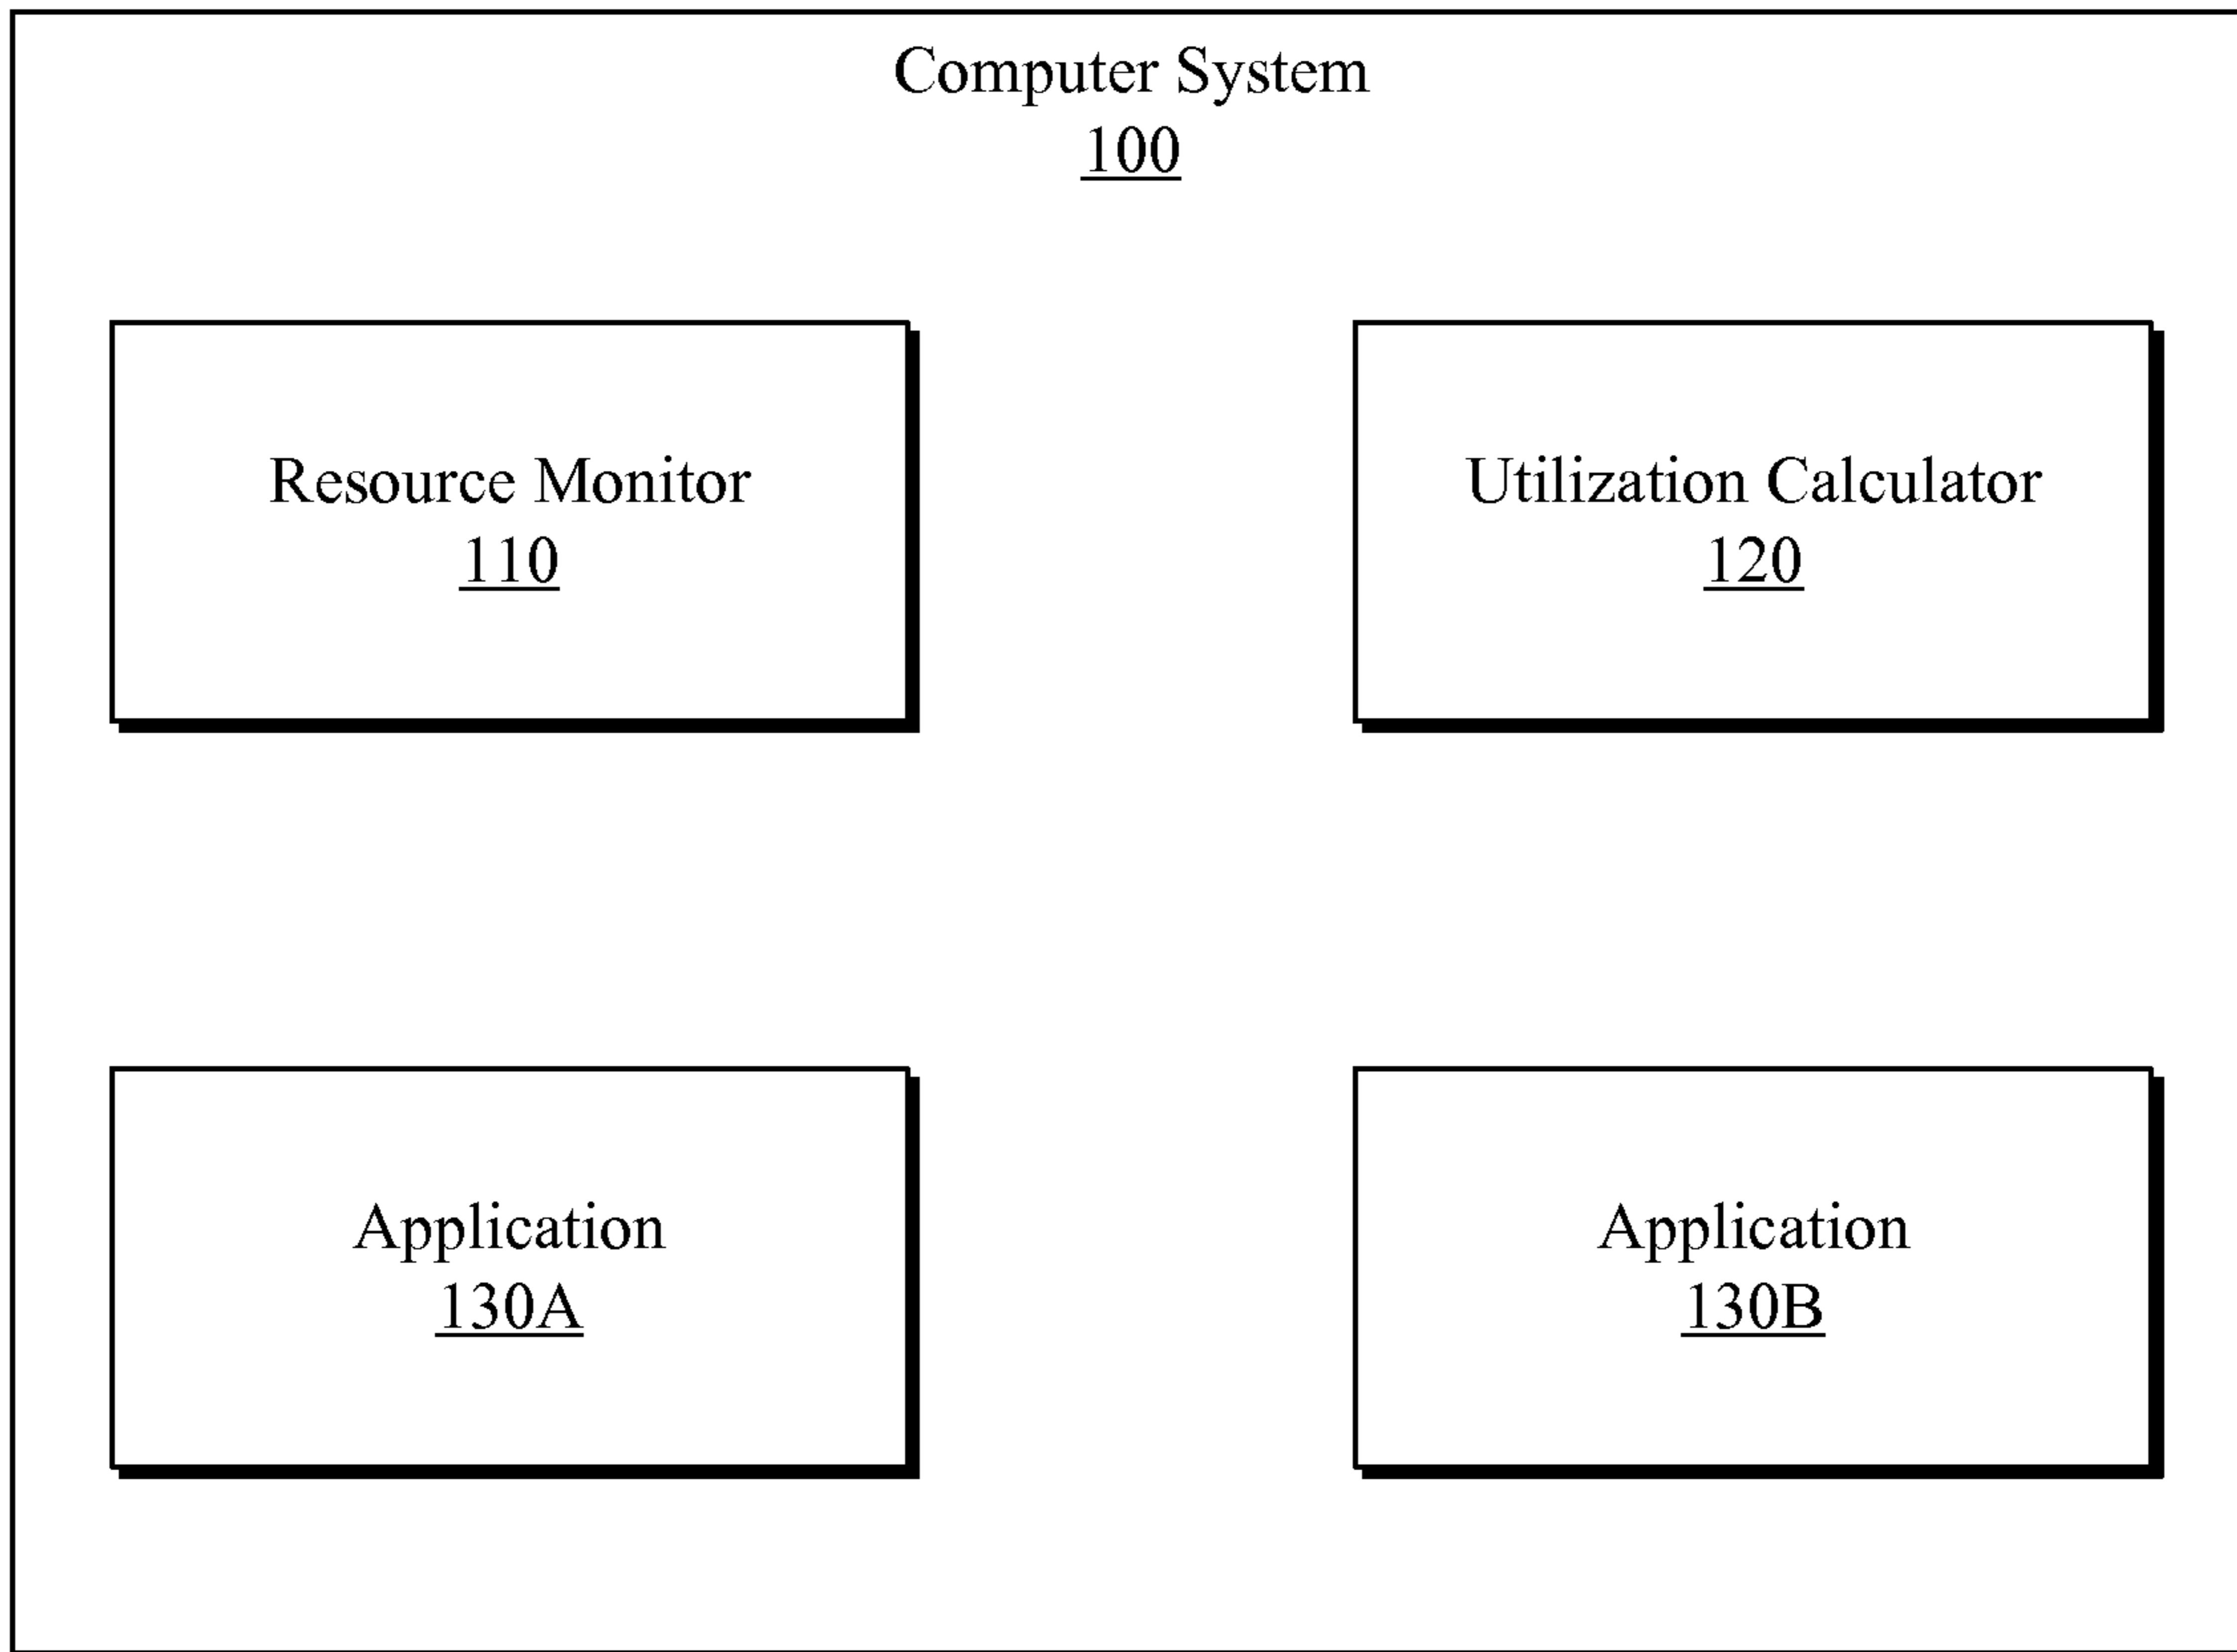 Computer System
100
Resource Monitor
110
Utilization Calculator
120
Application
130A
Application
130B